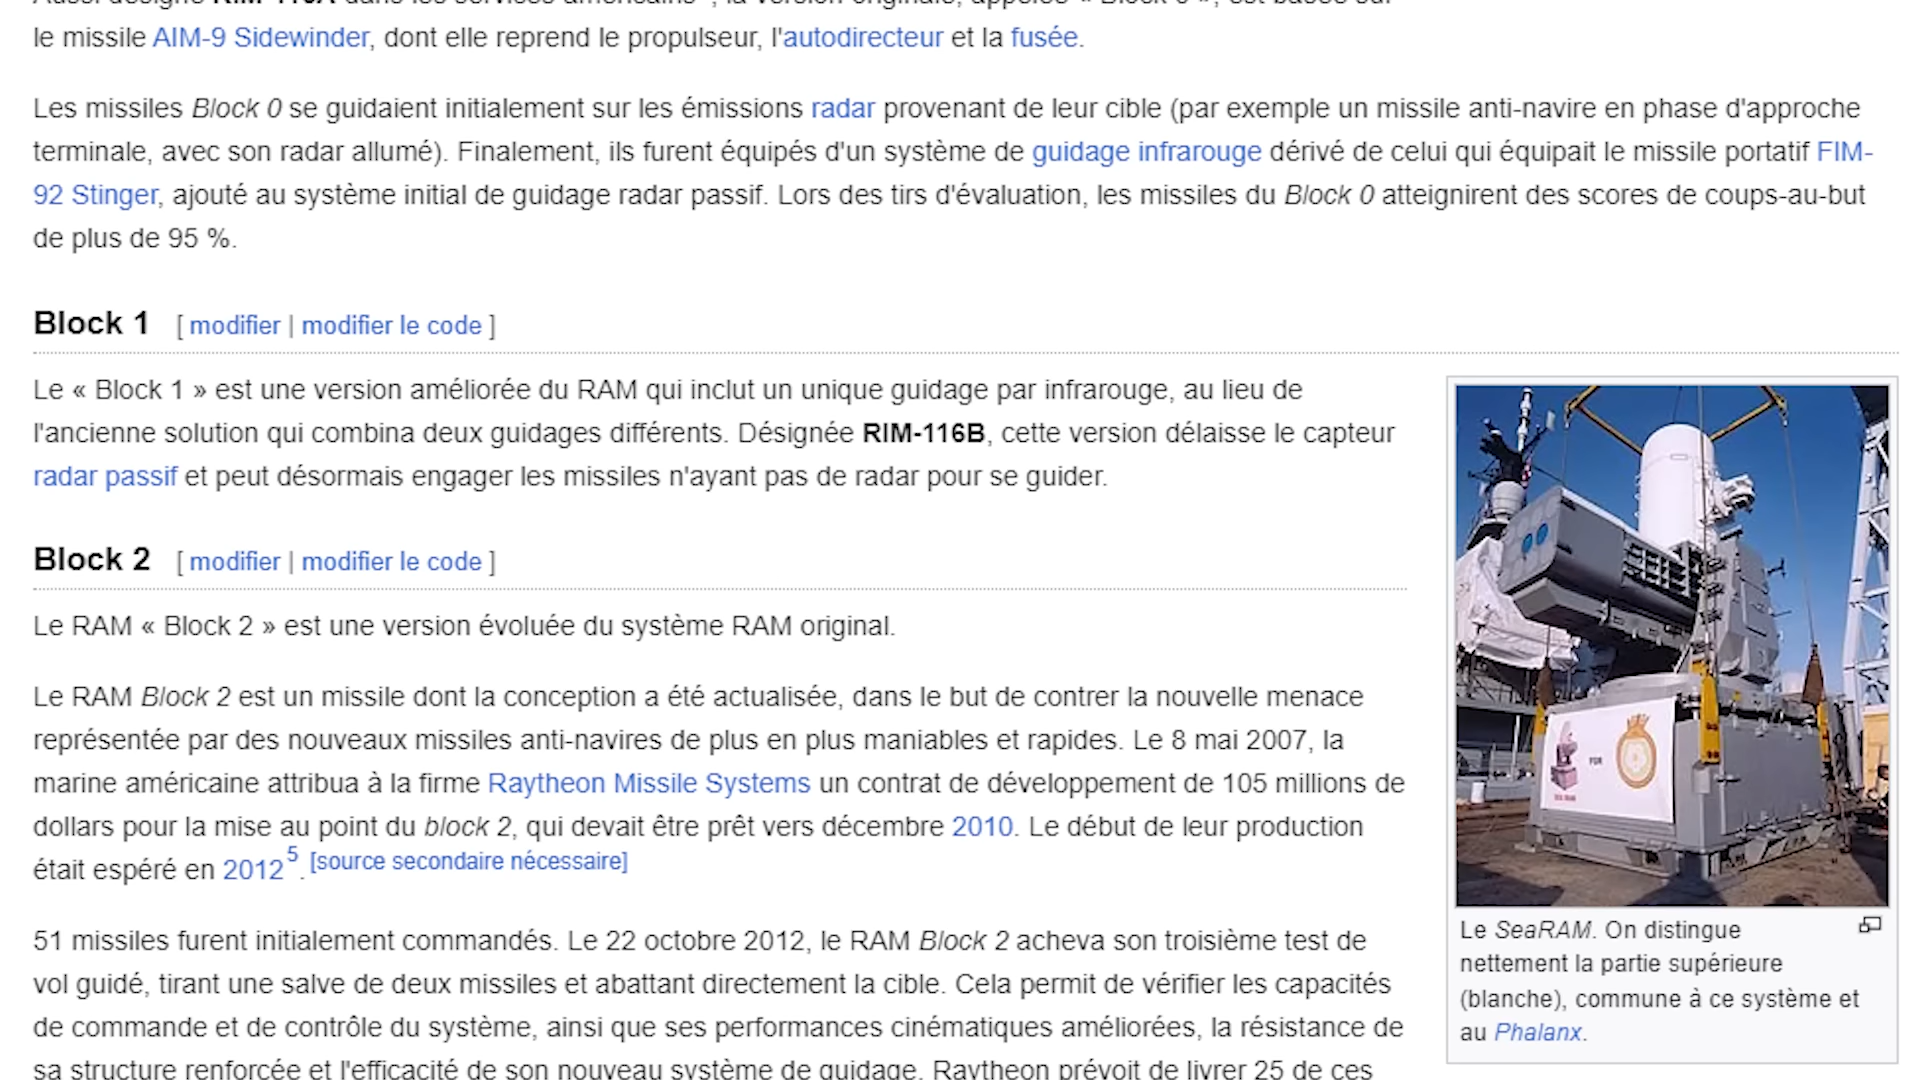 le missile AIM-9 Sidewinder, dont elle reprend le propulseur, l'autodirecteur et la fusée.
Les missiles Block 0 se guidaient initialement sur les émissions radar provenant de leur cible (par exemple un missile anti-navire en phase d'approche
terminale, avec son radar allumé). Finalement, ils furent équipés d'un système de guidage infrarouge dérivé de celui qui équipait le missile portatif FIM-
92 Stinger, ajouté au système initial de guidage radar passif. Lors des tirs d'évaluation, les missiles du Block 0 atteignirent des scores de coups-au-but
de plus de 95 %.
Block 1 [ modifier | modifier le code ]
Le « Block 1 » est une version améliorée du RAM qui inclut un unique guidage par infrarouge, au lieu de
l'ancienne solution qui combina deux guidages différents. Désignée RIM-116B, cette version délaisse le capteur
radar passif et peut désormais engager les missiles n'ayant pas de radar pour se guider.
Block 2 [ modifier | modifier le code ]
Le RAM « Block 2 » est une version évoluée du système RAM original.
Le RAM Block 2 est un missile dont la conception a été actualisée, dans le but de contrer la nouvelle menace
représentée par des nouveaux missiles anti-navires de plus en plus maniables et rapides. Le 8 mai 2007, la
marine américaine attribua à la firme Raytheon Missile Systems un contrat de développement de 105 millions de
dollars pour la mise au point du block 2, qui devait être prêt vers décembre 2010. Le début de leur production
était espéré en 2012 5. [source secondaire nécessaire]
51 missiles furent initialement commandés. Le 22 octobre 2012, le RAM Block 2 acheva son troisième test de
vol guidé, tirant une salve de deux missiles et abattant directement la cible. Cela permit de vérifier les capacités
de commande et de contrôle du système, ainsi que ses performances cinématiques améliorées, la résistance de
sa structure renforcée et l'efficacité de son nouveau système de guidage. Raytheon prévoit de livrer 25 de ces
FOR
Le SeaRAM. On distingue
nettement la partie supérieure
(blanche), commune à ce système et
au Phalanx.